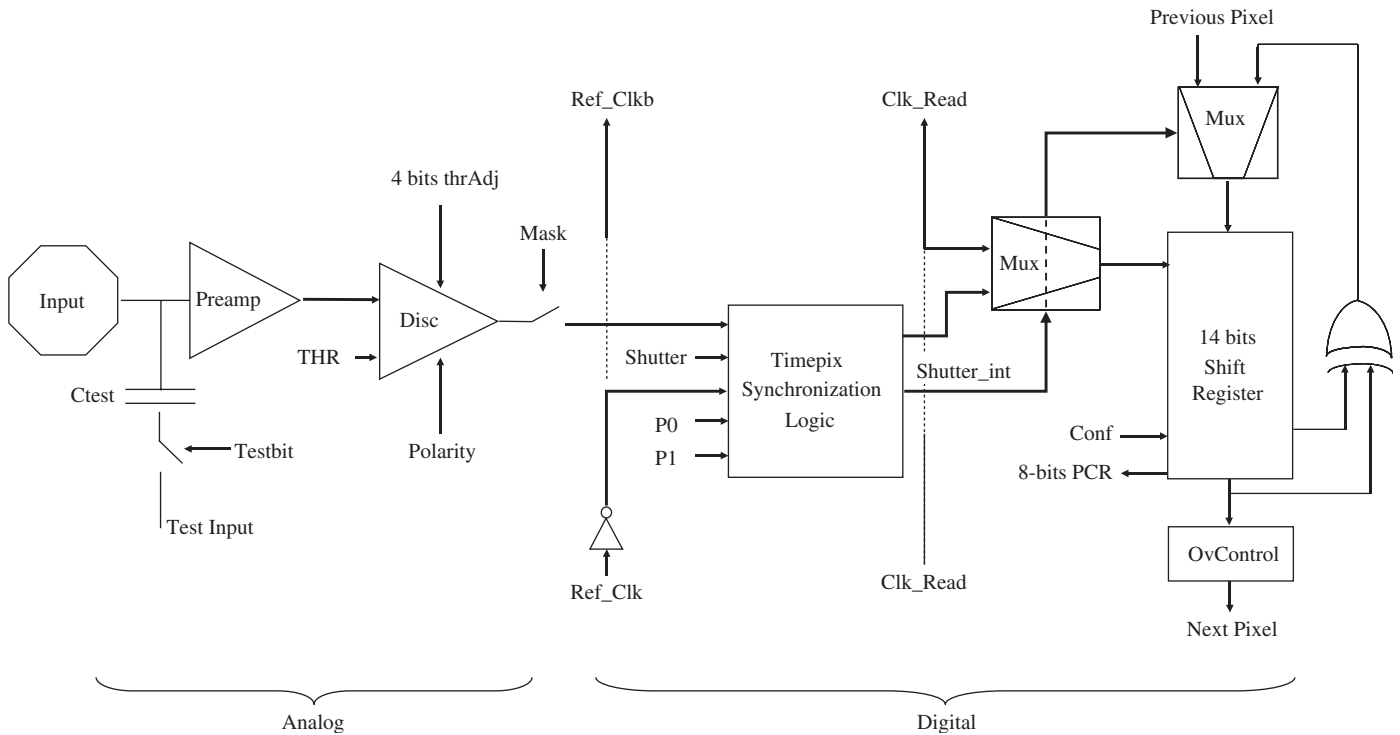 Previous Pixel
Ref_Clkb
Clk_Read
Mux
4 bits thrAdj
Mask
Input
Preamp
Disc
Mux
THR
Shutter
Timepix
Synchronization
Logic
Shutter_int
14 bits
Shift
Register
Ctest
P0
P1
Conf
8-bits PCR
Testbit
Polarity
Test Input
Ref_Clk
Clk_Read
OvControl
Next Pixel
Analog
Digital